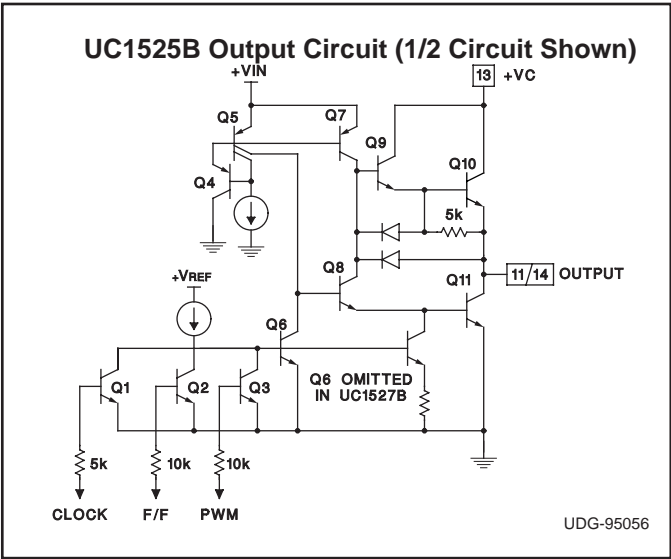 UC1525B Output Circuit (1/2 Circuit Shown)
+VIN
13 +VC
Q5
Q7
Q9
Q10
Q4
5k
+VREF
Q8
Q11
11/14 OUTPUT
Q6
Q1
Q2
Q3
Q6 OMITTED
IN UC1527B
5k
10k
10k
CLOCK
F/F
PWM
UDG-95056